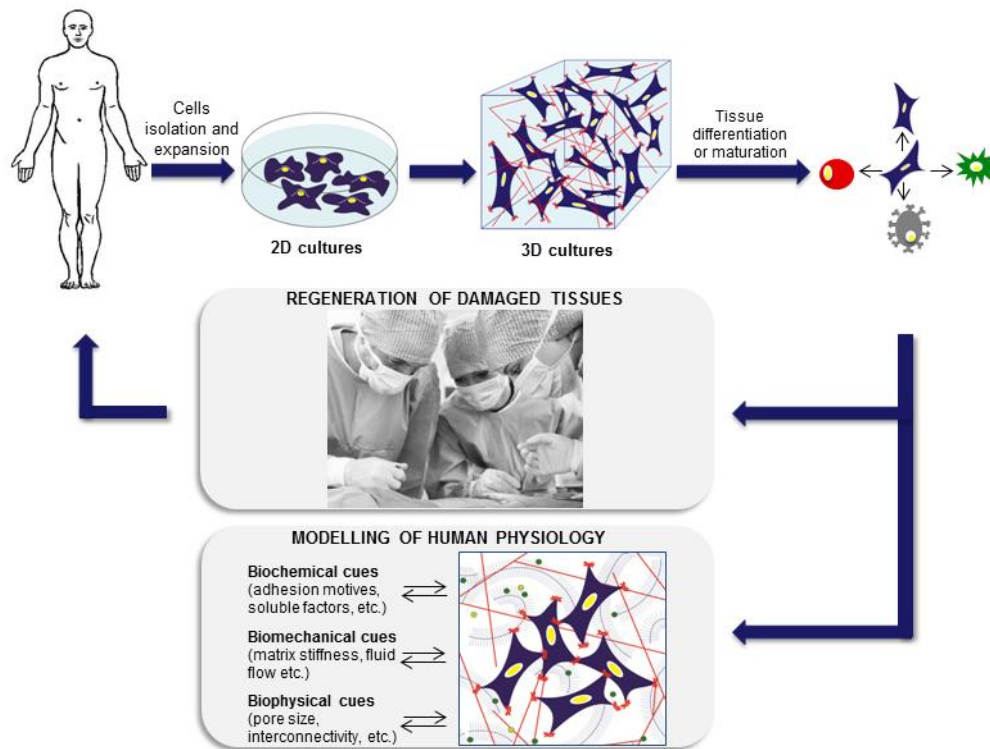 Cells
isolation and
expansion
2D cultures
3D cultures
Tissue
differentiation
or maturation
REGENERATION OF DAMAGED TISSUES
MODELLING OF HUMAN PHYSIOLOGY
Biochemical cues
(adhesion motives,
soluble factors, etc.)
Biomechanical cues
(matrix stiffness, fluid
flow etc.)
Biophysical cues
(pore size,
interconnectivity, etc.)